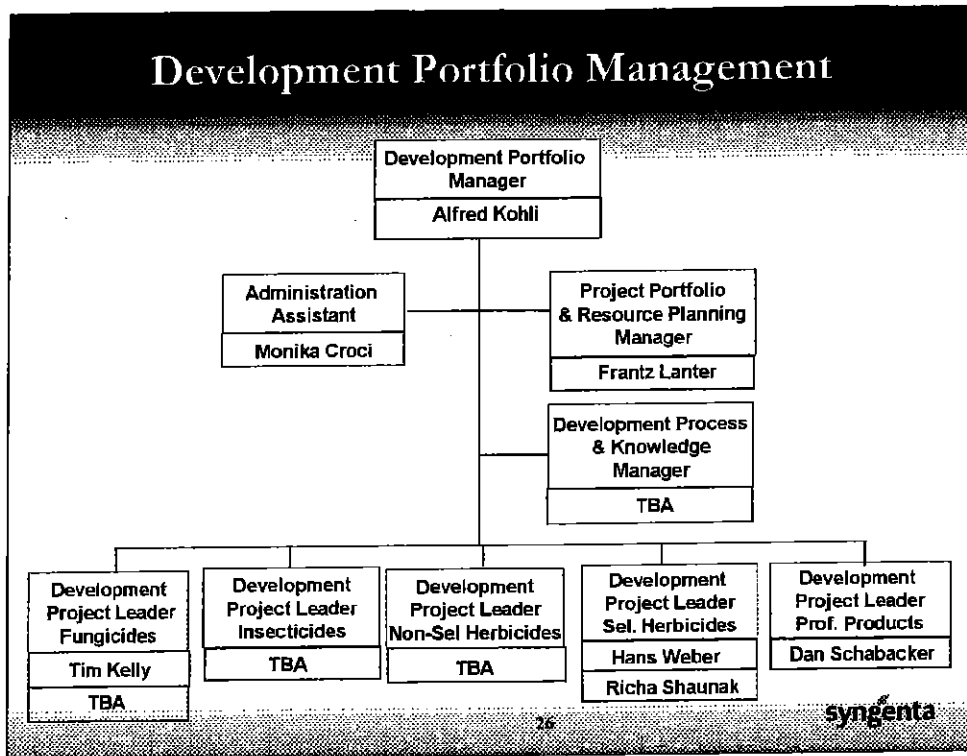 Development Portfolio Management
Development Portfolio
Manager
Alfred Kohli
Administration
Assistant
Monika Croci
Project Portfolio
& Resource Planning
Manager
Frantz Lanter
Development Process
& Knowledge
Manager
TBA
Development
Project Leader
Fungicides
Tim Kelly
TBA
Development
Project Leader
Insecticides
TBA
Development
Project Leader
Non-Sel Herbicides
TBA
Development
Project Leader
Sel. Herbicides
Hans Weber
Richa Shaunak
Development
Project Leader
Prof. Products
Dan Schabacker
26
syngenta